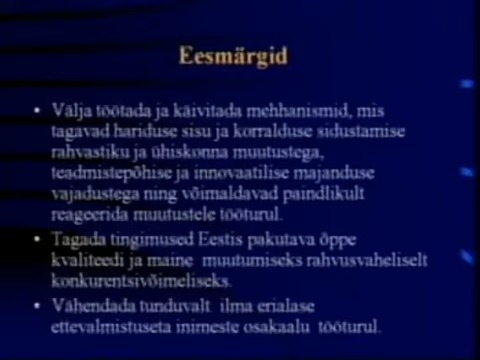 Eesmärgid
• Välja töötada ja käivitada mehhanismid, mis
tagavad hariduse sisu ja korralduse sidustamise
rahvastiku ja ühiskonna muutustega,
teadmistepõhise ja innovaatilise majanduse
vajadustega ning võimaldavad paindlikult
reageerida muutustele tööturul.
• Tagada tingimused Eestis pakutava õppe
kvaliteedi ja maine muutumiseks rahvusvaheliselt
konkurentsivõimeliseks.
• Vähendada tunduvalt ilma erialase
ettevalmistuseta inimeste osakaalu tööturul.